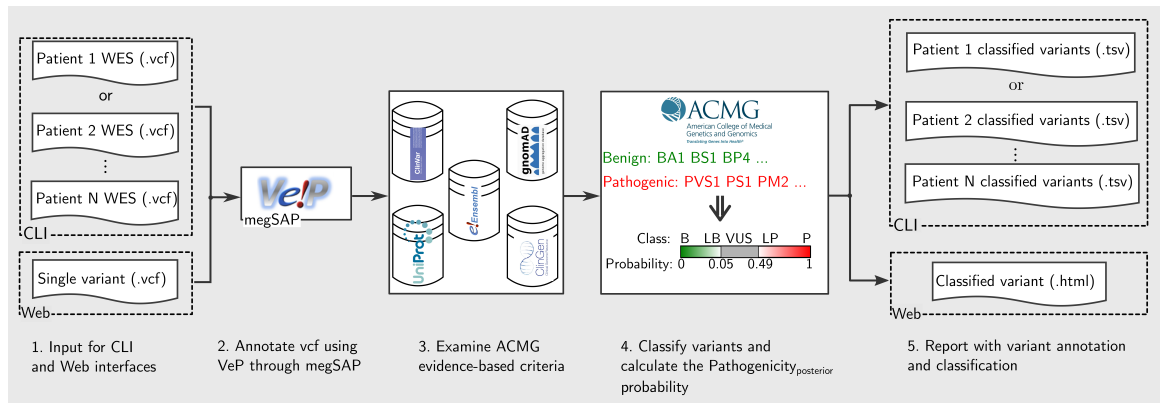 Patient 1 WES (.vcf)
or
Patient 2 WES (.vcf)
⋮
Patient N WES (.vcf)
CLI
Single variant (.vcf)
Web
1. Input for CLI
and Web interfaces
Ve!P
megSAP
2. Annotate vcf using
VeP through megSAP
ClinVar
gnomAD
e!Ensembl
UniProt
ClinGen
3. Examine ACMG
evidence-based criteria
ACMG
American College of Medical
Genetics and Genomics
Translating Genes Into Health®
Benign: BA1 BS1 BP4 ...
Pathogenic: PVS1 PS1 PM2 ...
Class: B LB VUS LP P
Probability: 0 0.05 0.49 1
4. Classify variants and
calculate the Pathogenicity posterior
probability
Patient 1 classified variants (.tsv)
or
Patient 2 classified variants (.tsv)
⋮
Patient N classified variants (.tsv)
CLI
Classified variant (.html)
Web
5. Report with variant annotation
and classification